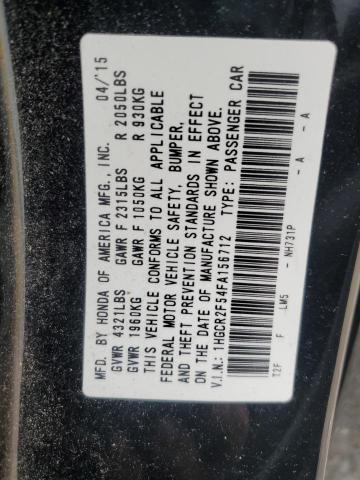 MFD. BY HONDA OF AMERICA MFG., INC. 04/'15
GVWR 4321LBS GAWR F 2315LBS R 2050LBS
GVWR 1960KG GAWR F 1050KG R 930KG
THIS VEHICLE CONFORMS TO ALL APPLICABLE
FEDERAL MOTOR VEHICLE SAFETY, BUMPER,
AND THEFT PREVENTION STANDARDS IN EFFECT
ON THE DATE OF MANUFACTURE SHOWN ABOVE.
V.I.N.: 1HGCR2F54FA156712 TYPE: PASSENGER CAR
T2F F LM5 - NH731P - A - A